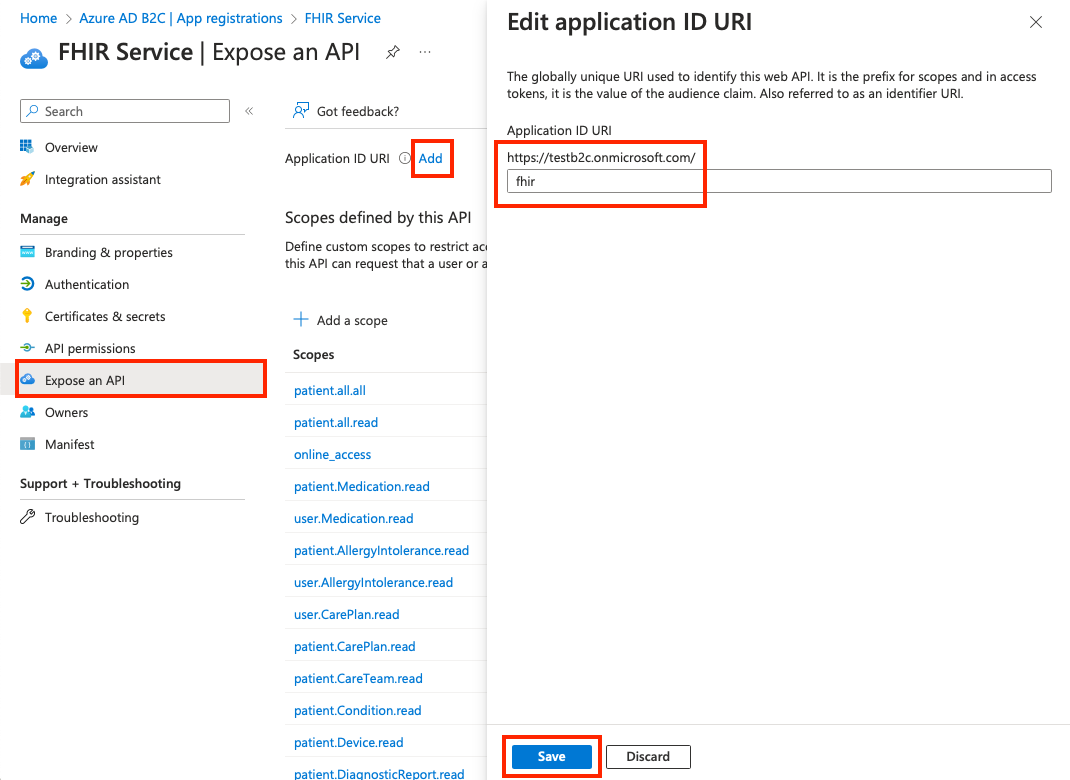 Home > Azure AD B2C | App registrations > FHIR Service
FHIR Service | Expose an API
Search
Overview
Integration assistant
Manage
Branding & properties
Authentication
Certificates & secrets
API permissions
Expose an API
Owners
Manifest
Support + Troubleshooting
Troubleshooting
Got feedback?
Application ID URI Add
Scopes defined by this API
Define custom scopes to restrict
this API can request that a user or a
Add a scope
Scopes
patient.all.all
patient.all.read
online_access
patient.Medication.read
user.Medication.read
patient.AllergyIntolerance.read
user.AllergyIntolerance.read
user.CarePlan.read
patient.CarePlan.read
patient.CareTeam.read
patient.Condition.read
patient.Device.read
patient.DiagnosticReport.read
Edit application ID URI
The globally unique URI used to identify this web API. It is the prefix for scopes and in access
tokens, it is the value of the audience claim. Also referred to as an identifier URI.
Application ID URI
https://testb2c.onmicrosoft.com/
fhir
Save
Discard